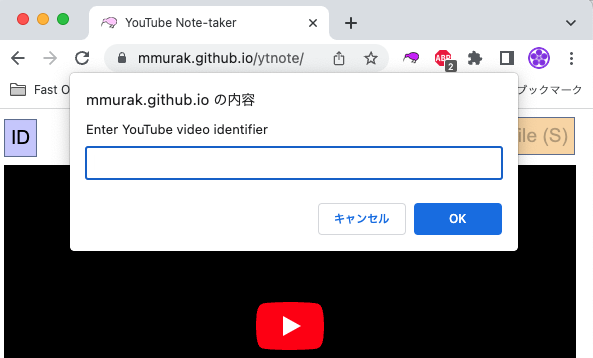 YouTube Note-taker
mmurak.github.io/ytnote/
ABP
2
Fast O
ブックマーク
mmurak.github.io の内容
Enter YouTube video identifier
キャンセル
OK
ID
ile (S)